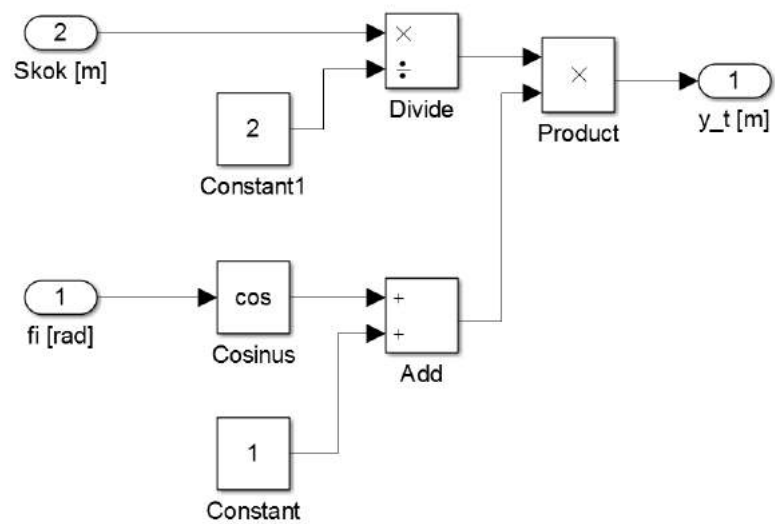 2
Skok [m]
×
÷
Divide
2
Constant1
×
Product
1
y_t [m]
1
fi [rad]
cos
Cosinus
+
+
Add
1
Constant